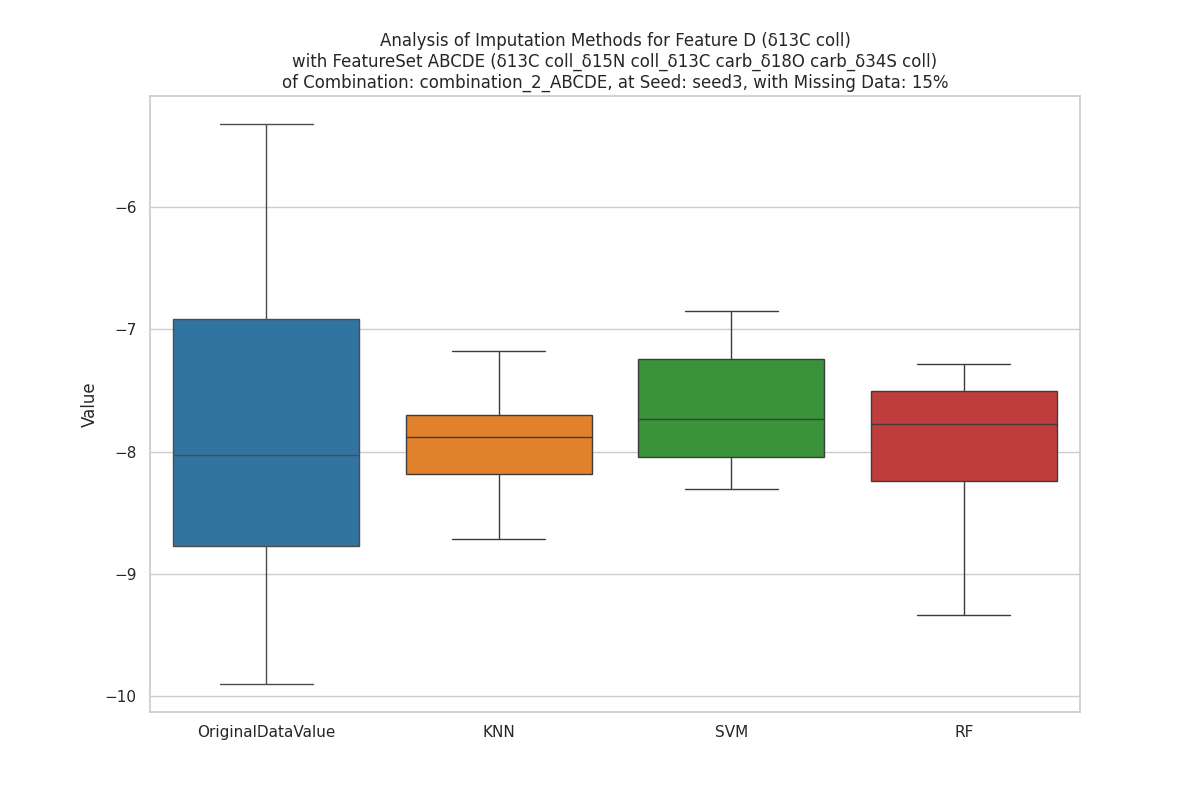 Analysis of Imputation Methods for Feature D (δ13C coll)
with FeatureSet ABCDE (δ13C coll_δ15N coll_δ13C carb_δ18O carb_δ34S coll)
of Combination: combination_2_ABCDE, at Seed: seed3, with Missing Data: 15%
Value
−6
−7
−8
−9
−10
OriginalDataValue
KNN
SVM
RF